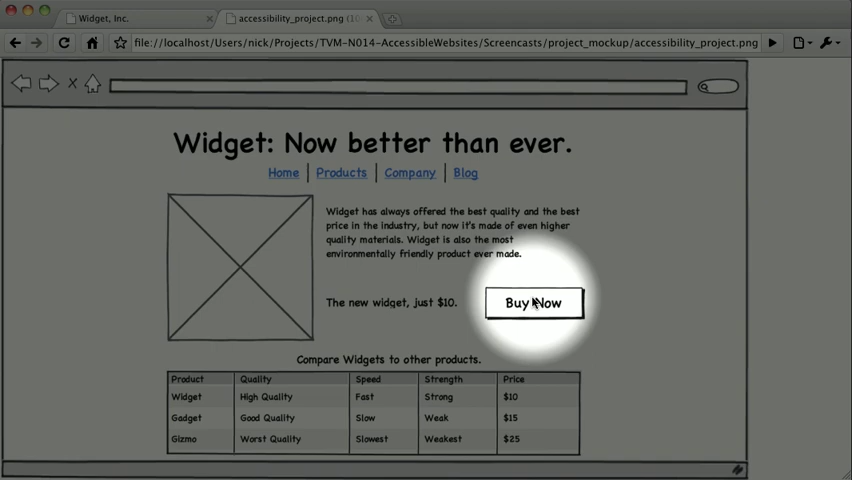 Widget, Inc.
accessibility_project.png (10
file://localhost/Users/nick/Projects/TVM-N014-AccessibleWebsites/Screencasts/project_mockup/accessibility_project.png
Widget: Now better than ever.
Home Products Company Blog
Widget has always offered the best quality and the best
price in the industry, but now it's made of even higher
quality materials. Widget is also the most
environmentally friendly product ever made.
The new widget, just $10. Buy Now
Compare Widgets to other products.
Product Quality Speed Strength Price
Widget High Quality Fast Strong $10
Gadget Good Quality Slow Weak $15
Gizmo Worst Quality Slowest Weakest $25